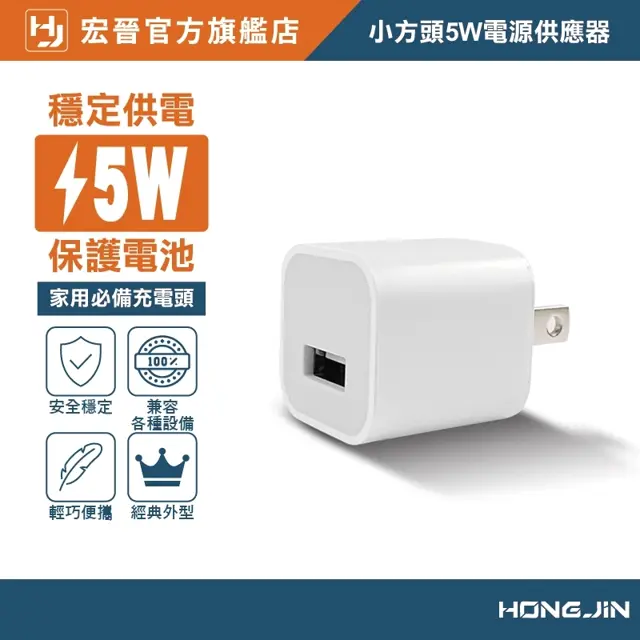 HJ 宏晉官方旗艦店
小方頭5W電源供應器
穩定供電
5W
保護電池
家用必備充電頭
100%
安全穩定
兼容
各種設備
輕巧便攜
經典外型
HONGJIN